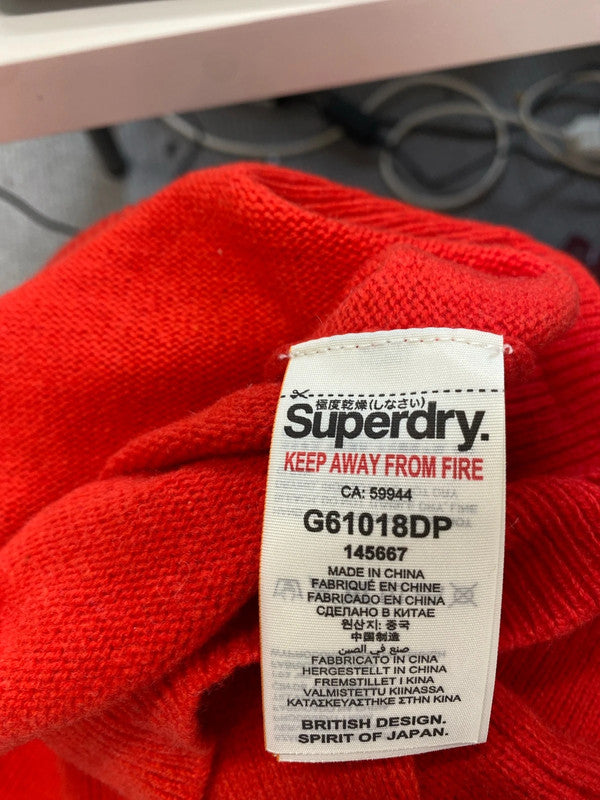 極度乾燥(しなさい)
Superdry.
KEEP AWAY FROM FIRE
CA: 59944
G61018DP
145667
MADE IN CHINA
FABRIQUÉ EN CHINE
FABRICADO EN CHINA
СДЕЛАНО В КИТАЕ
원산지: 중국
中国制造
صنع في الصين
FABBRICATO IN CINA
HERGESTELLT IN CHINA
FREMSTILLET I KINA
VALMISTETTU KIINASSA
ΚΑΤΑΣΚΕΥΑΣΤΗΚΕ ΣΤΗΝ ΚΙΝΑ
BRITISH DESIGN.
SPIRIT OF JAPAN.